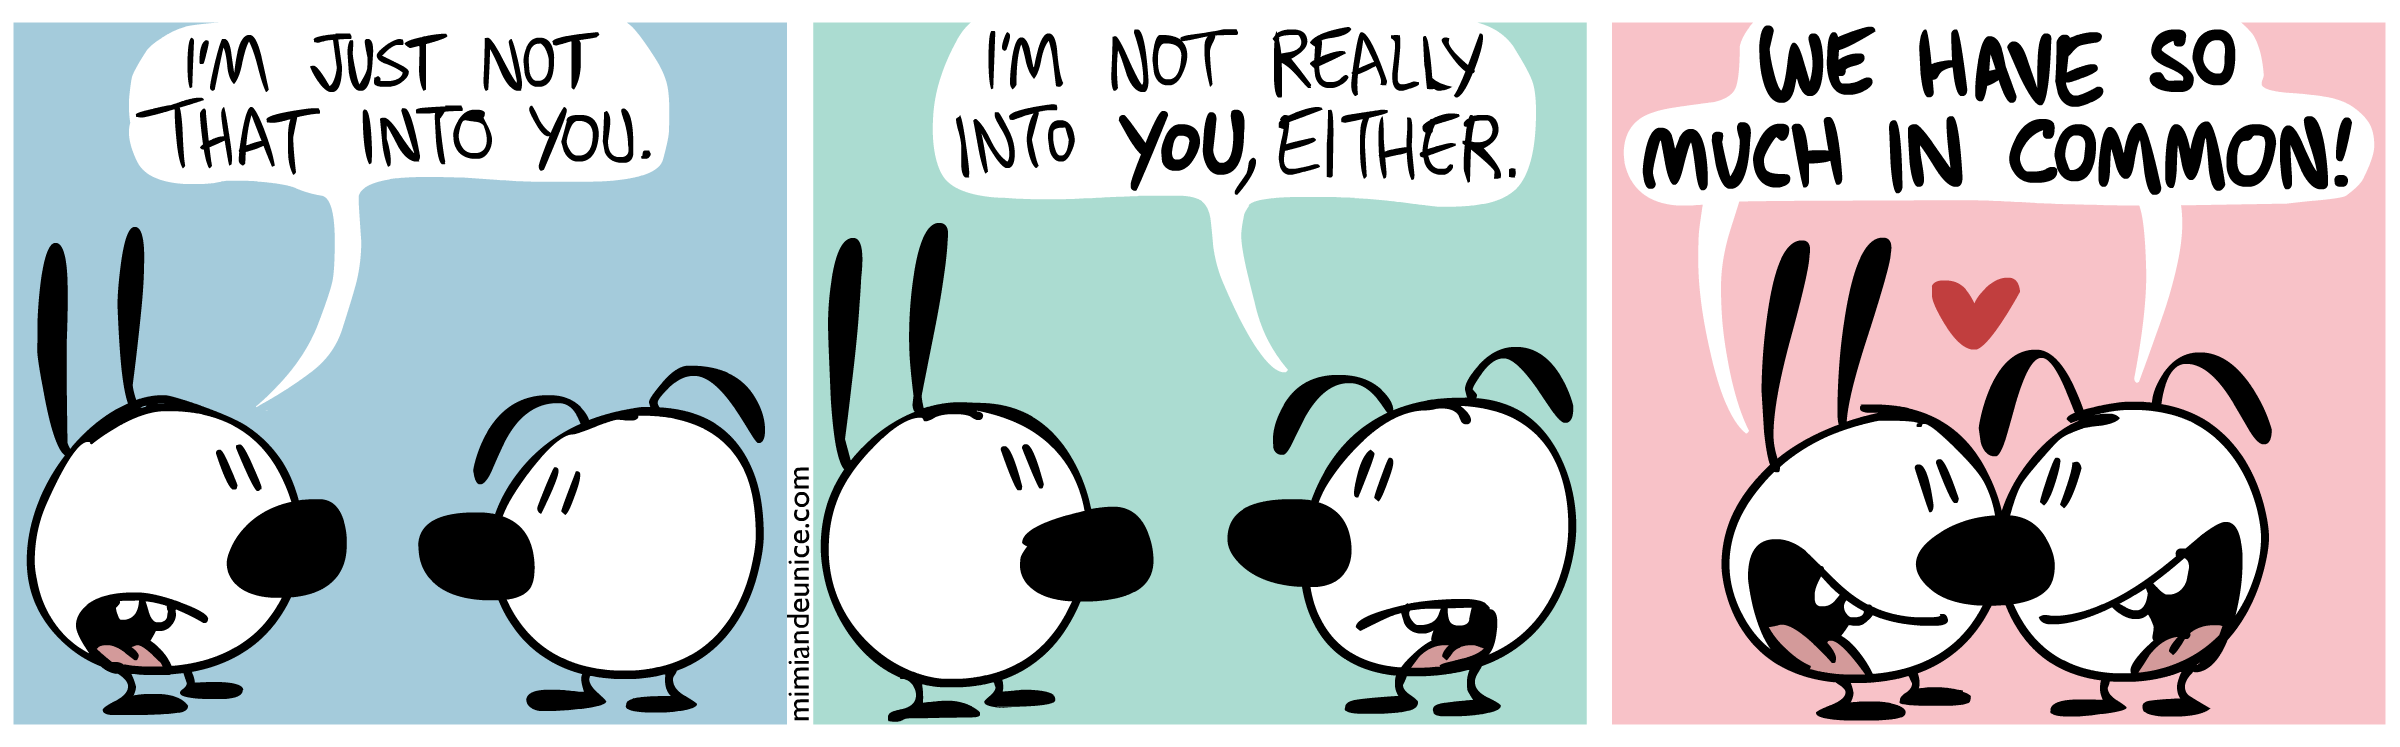 I'M JUST NOT
THAT INTO YOU.
I'M NOT REALLY
INTO YOU, EITHER.
WE HAVE SO
MUCH IN COMMON!
mimiandeunice.com